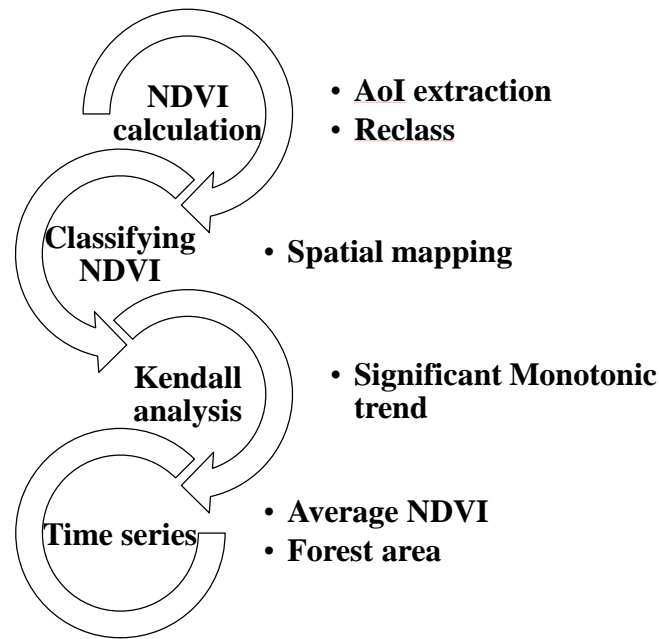 NDVI
calculation
• AoI extraction
• Reclass
Classifying
NDVI
• Spatial mapping
Kendall
analysis
• Significant Monotonic
trend
Time series
• Average NDVI
• Forest area